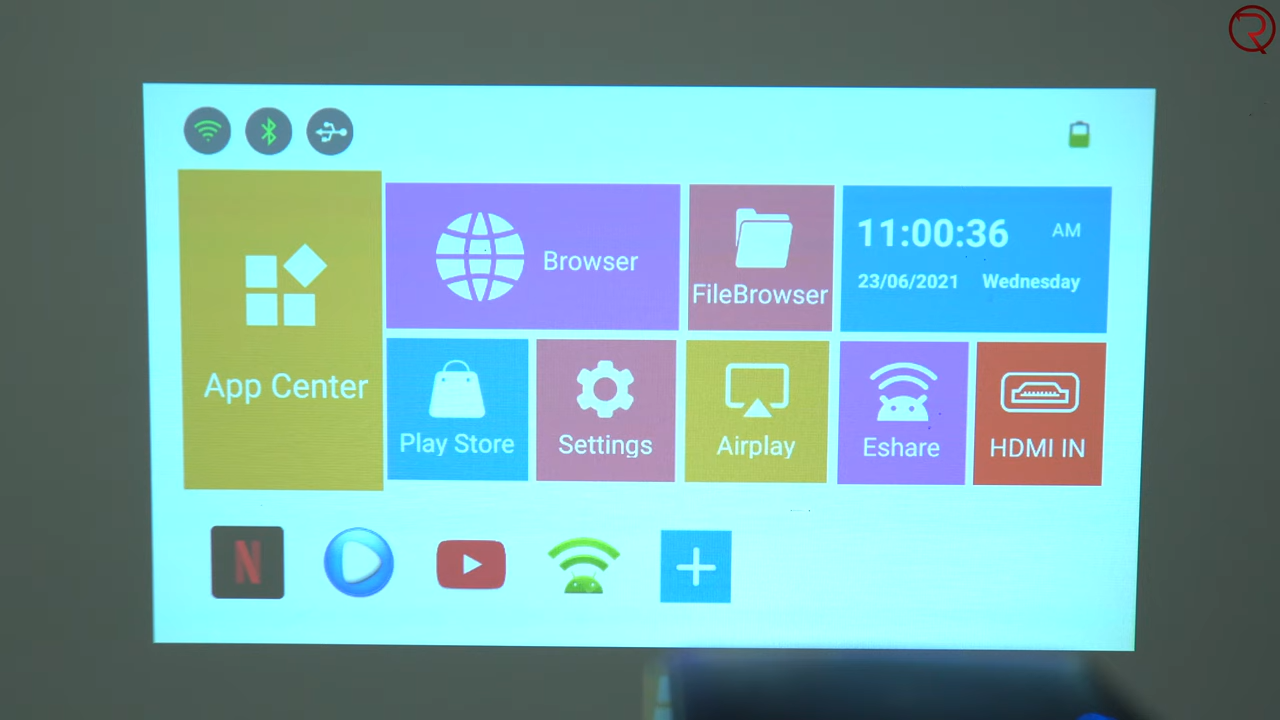 11:00:36 AM
23/06/2021 Wednesday
App Center
Browser
FileBrowser
Play Store
Settings
Airplay
Eshare
HDMI IN
N